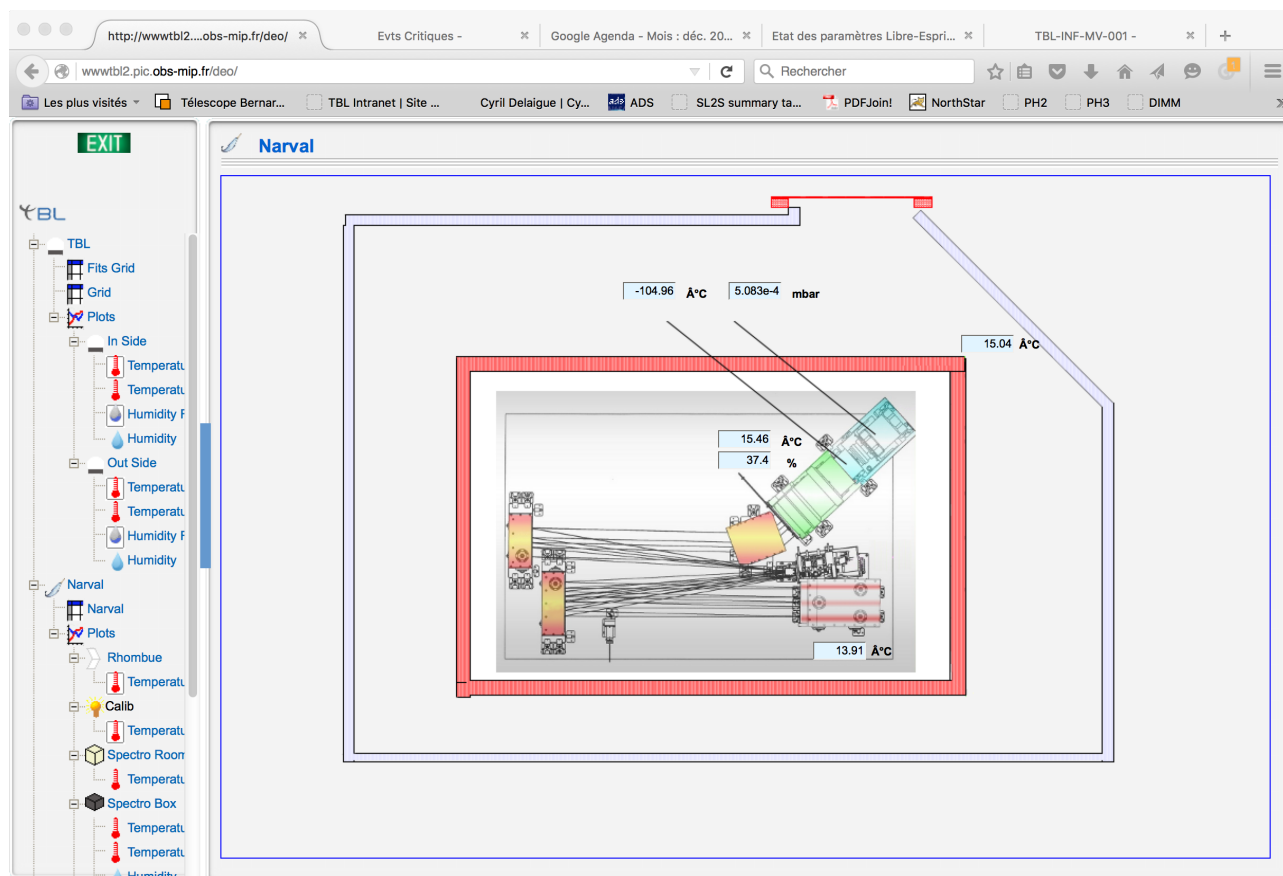 http://wwwtbl2....obs-mip.fr/deo/ × Evts Critiques - × Google Agenda - Mois : déc. 20... × Etat des paramètres Libre-Espri... × TBL-INF-MV-001 - × +
wwwtbl2.pic.obs-mip.fr/deo/ Rechercher
Les plus visités Télescope Bernar... TBL Intranet | Site ... Cyril Delaigue | Cy... ads ADS SL2S summary ta... PDFJoin! NorthStar PH2 PH3 DIMM
EXIT
Narval
TBL
TBL
Fits Grid
Grid
Plots
In Side
Temperatu
Temperatu
Humidity F
Humidity
Out Side
Temperatu
Temperatu
Humidity F
Humidity
Narval
Narval
Plots
Rhombue
Temperatu
Calib
Temperatu
Spectro Room
Temperatu
Spectro Box
Temperatu
Temperatu
Humidity
-104.96 Â°C 5.083e-4 mbar
15.04 Â°C
15.46 Â°C
37.4 %
13.91 Â°C